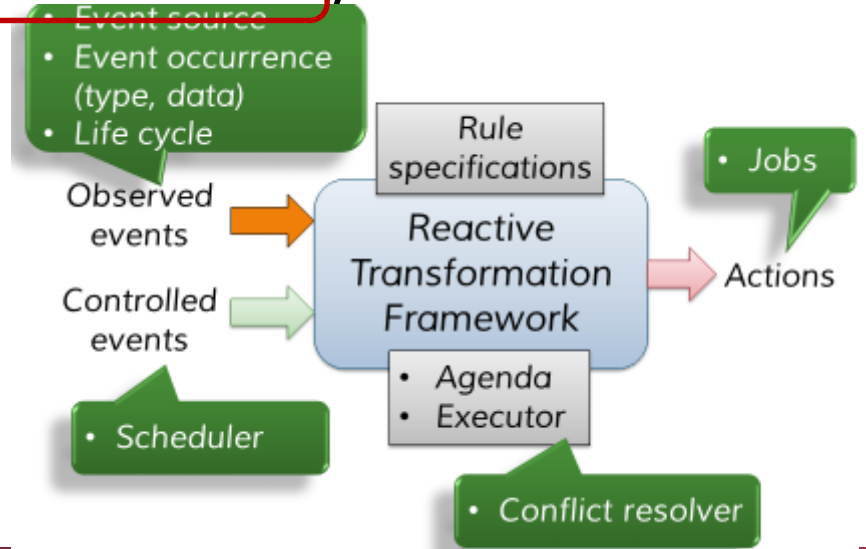 • Event source
• Event occurrence
(type, data)
• Life cycle
Rule
specifications
• Jobs
Observed
events
Reactive
Transformation
Framework
Actions
Controlled
events
• Agenda
• Executor
• Scheduler
• Conflict resolver